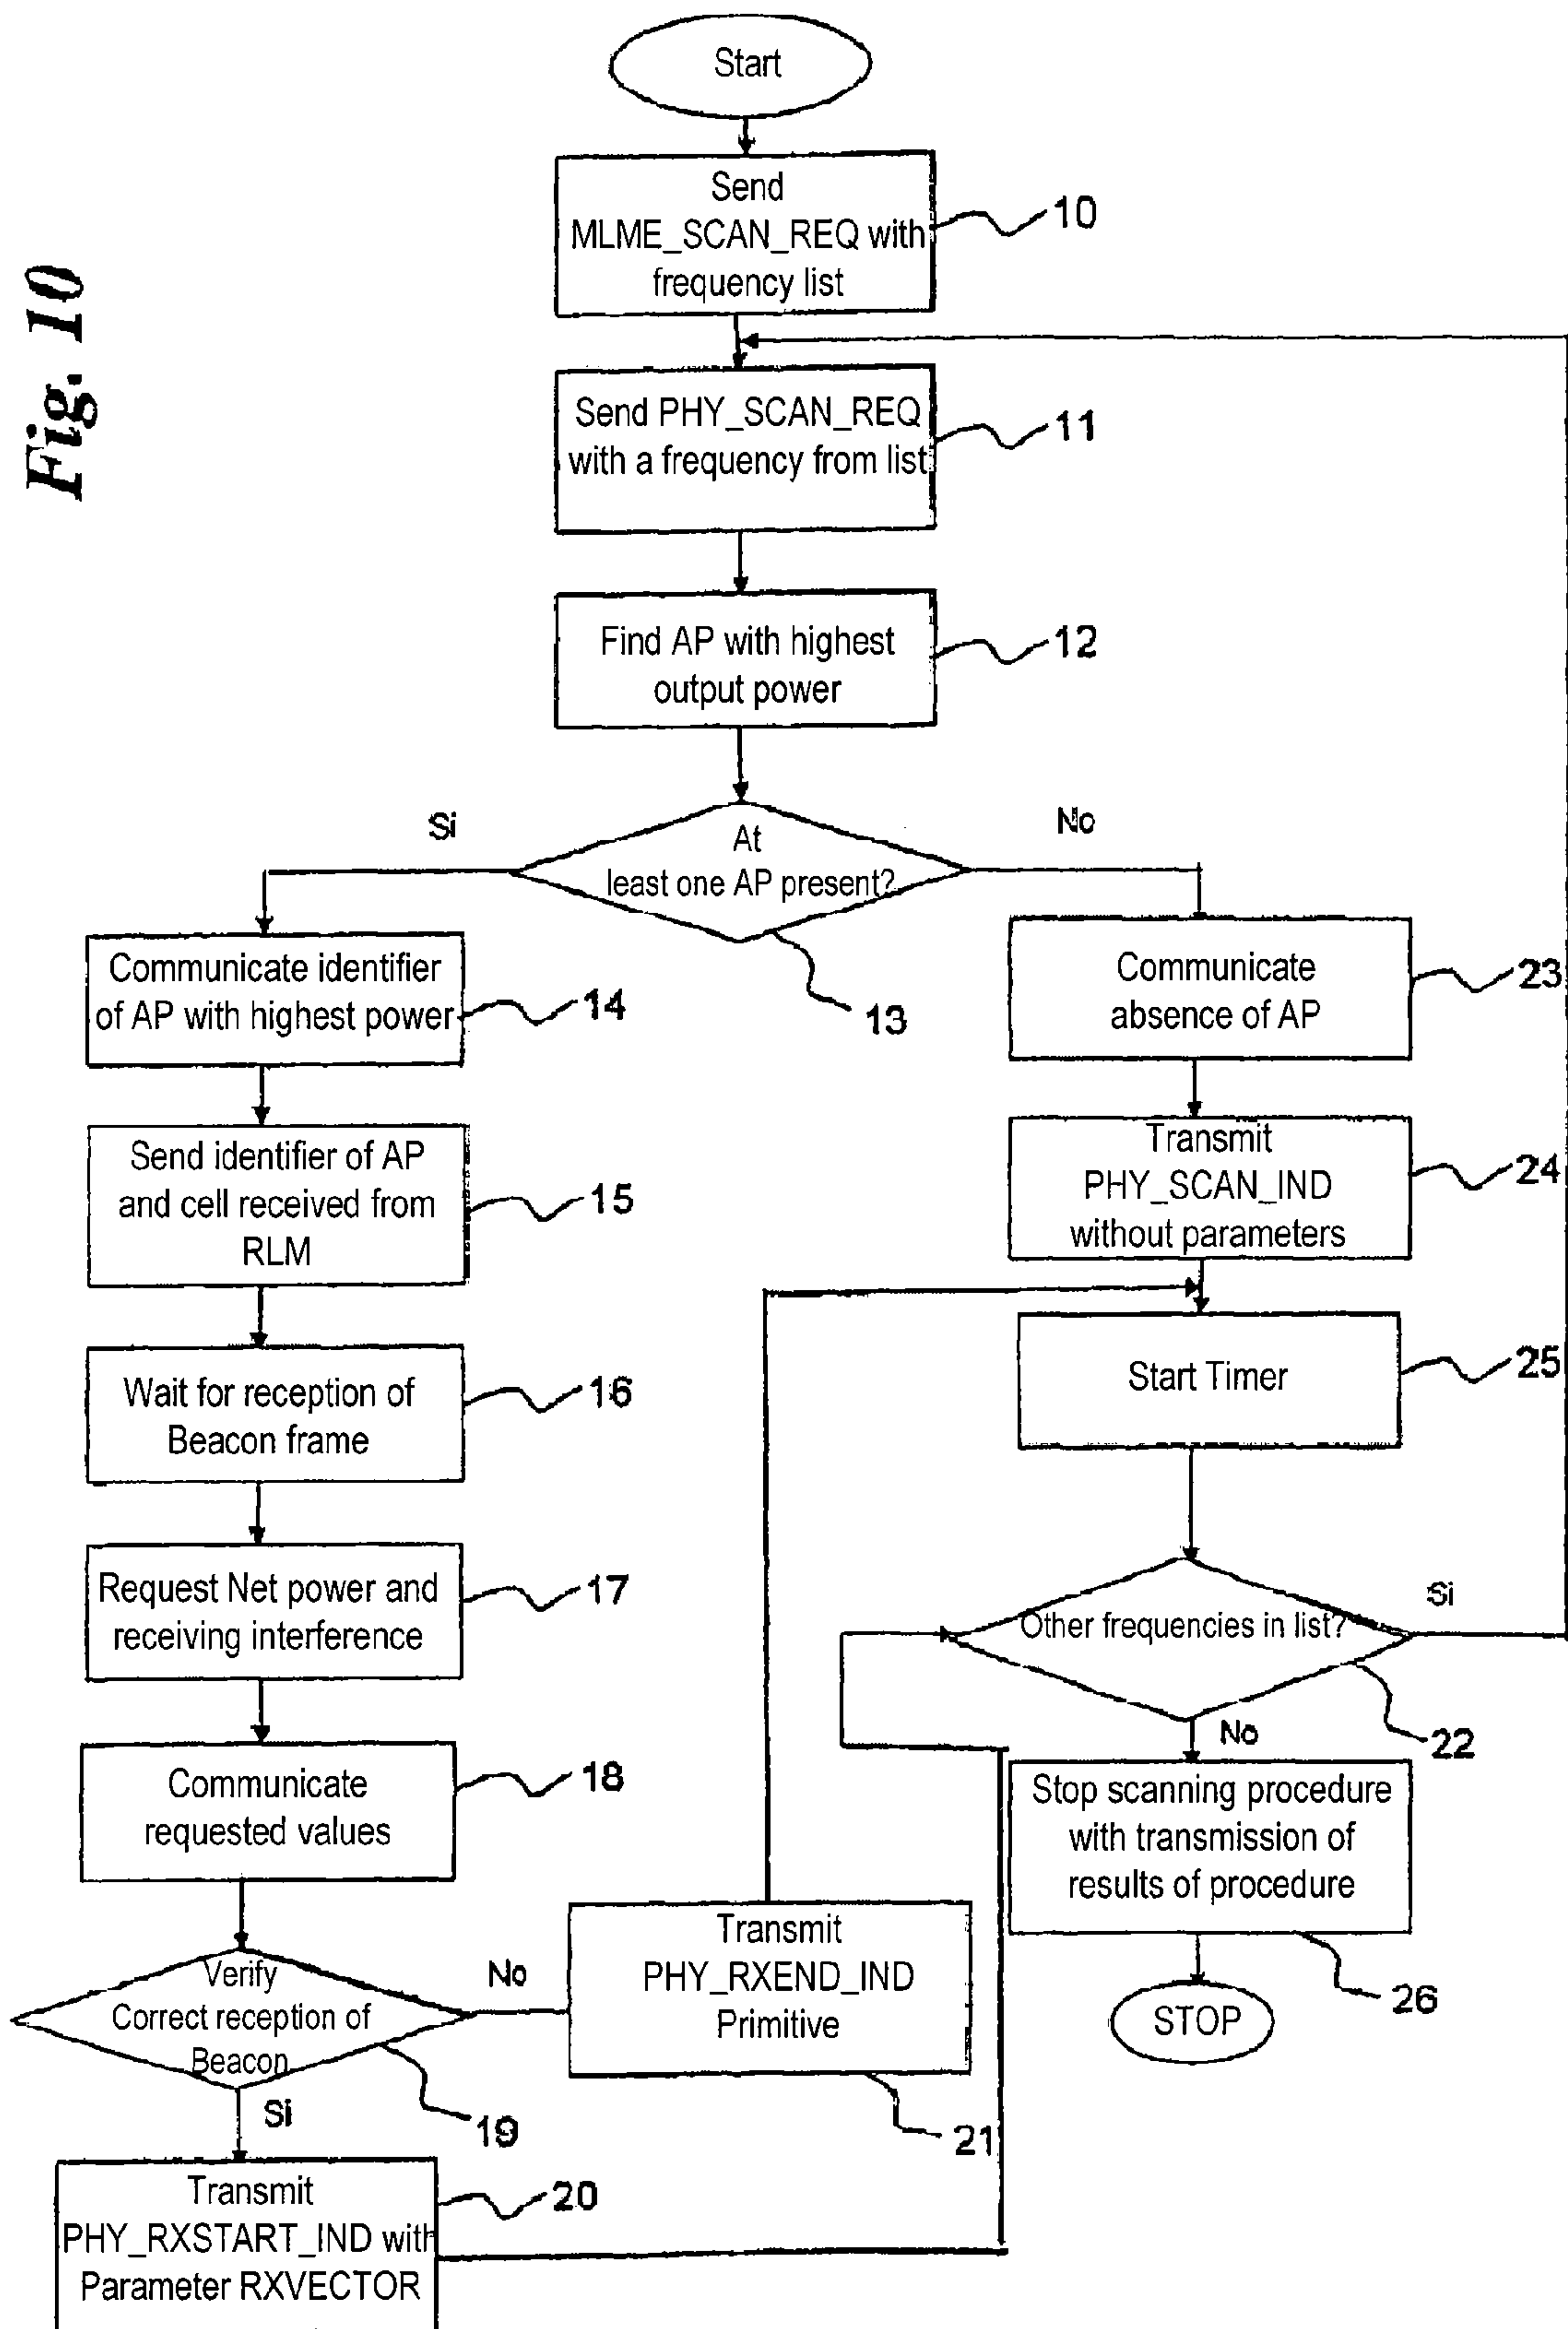 Fig. 10
Start
Send
MLME_SCAN_REQ with
frequency list
10
Send PHY_SCAN_REQ
with a frequency from list
11
Find AP with highest
output power
12
Si
At
least one AP present?
No
13
Communicate identifier
of AP with highest power
14
Communicate
absence of AP
23
Send identifier of AP
and cell received from
RLM
15
Transmit
PHY_SCAN_IND
without parameters
24
Wait for reception of
Beacon frame
16
Start Timer
25
Request Net power and
receiving interference
17
Other frequencies in list?
Si
No
22
Communicate
requested values
18
Stop scanning procedure
with transmission of
results of procedure
26
STOP
Verify
Correct reception of
Beacon
No
Si
19
Transmit
PHY_RXEND_IND
Primitive
21
Transmit
PHY_RXSTART_IND with
Parameter RXVECTOR
20